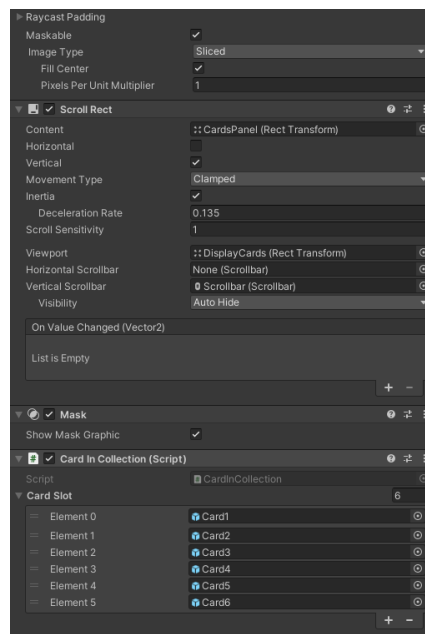 Raycast Padding
Maskable
Image Type Sliced
Fill Center
Pixels Per Unit Multiplier 1
Scroll Rect
Content CardsPanel (Rect Transform)
Horizontal
Vertical
Movement Type Clamped
Inertia
Deceleration Rate 0.135
Scroll Sensitivity 1
Viewport DisplayCards (Rect Transform)
Horizontal Scrollbar None (Scrollbar)
Vertical Scrollbar Scrollbar (Scrollbar)
Visibility Auto Hide
On Value Changed (Vector2)
List is Empty
+ −
Mask
Show Mask Graphic
# Card In Collection (Script)
Script CardInCollection
Card Slot 6
Element 0 Card1
Element 1 Card2
Element 2 Card3
Element 3 Card4
Element 4 Card5
Element 5 Card6
+ −